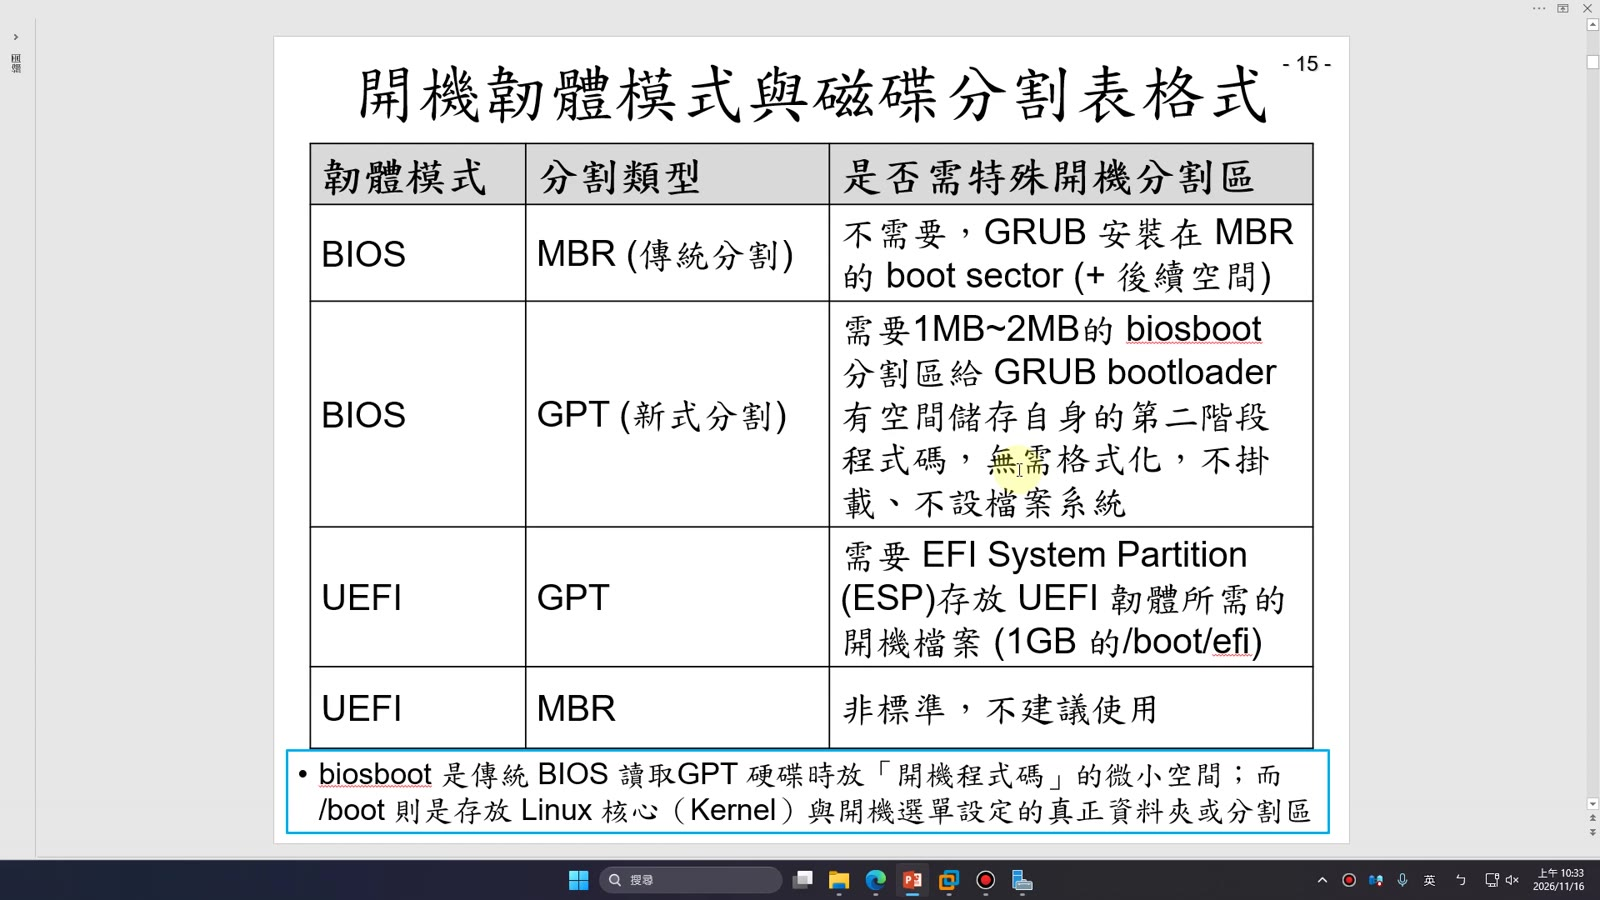 縮圖
- 15 -
開機韌體模式與磁碟分割表格式
韌體模式
分割類型
是否需特殊開機分割區
BIOS
MBR (傳統分割)
不需要，GRUB 安裝在 MBR
的 boot sector (+ 後續空間)
BIOS
GPT (新式分割)
需要1MB~2MB的 biosboot
分割區給 GRUB bootloader
有空間儲存自身的第二階段
程式碼，無需格式化，不掛
載、不設檔案系統
UEFI
GPT
需要 EFI System Partition
(ESP)存放 UEFI 韌體所需的
開機檔案 (1GB 的/boot/efi)
UEFI
MBR
非標準，不建議使用
• biosboot 是傳統 BIOS 讀取GPT 硬碟時放「開機程式碼」的微小空間；而
/boot 則是存放 Linux 核心（Kernel）與開機選單設定的真正資料夾或分割區
搜尋
英
ㄅ
上午 10:33
2026/11/16